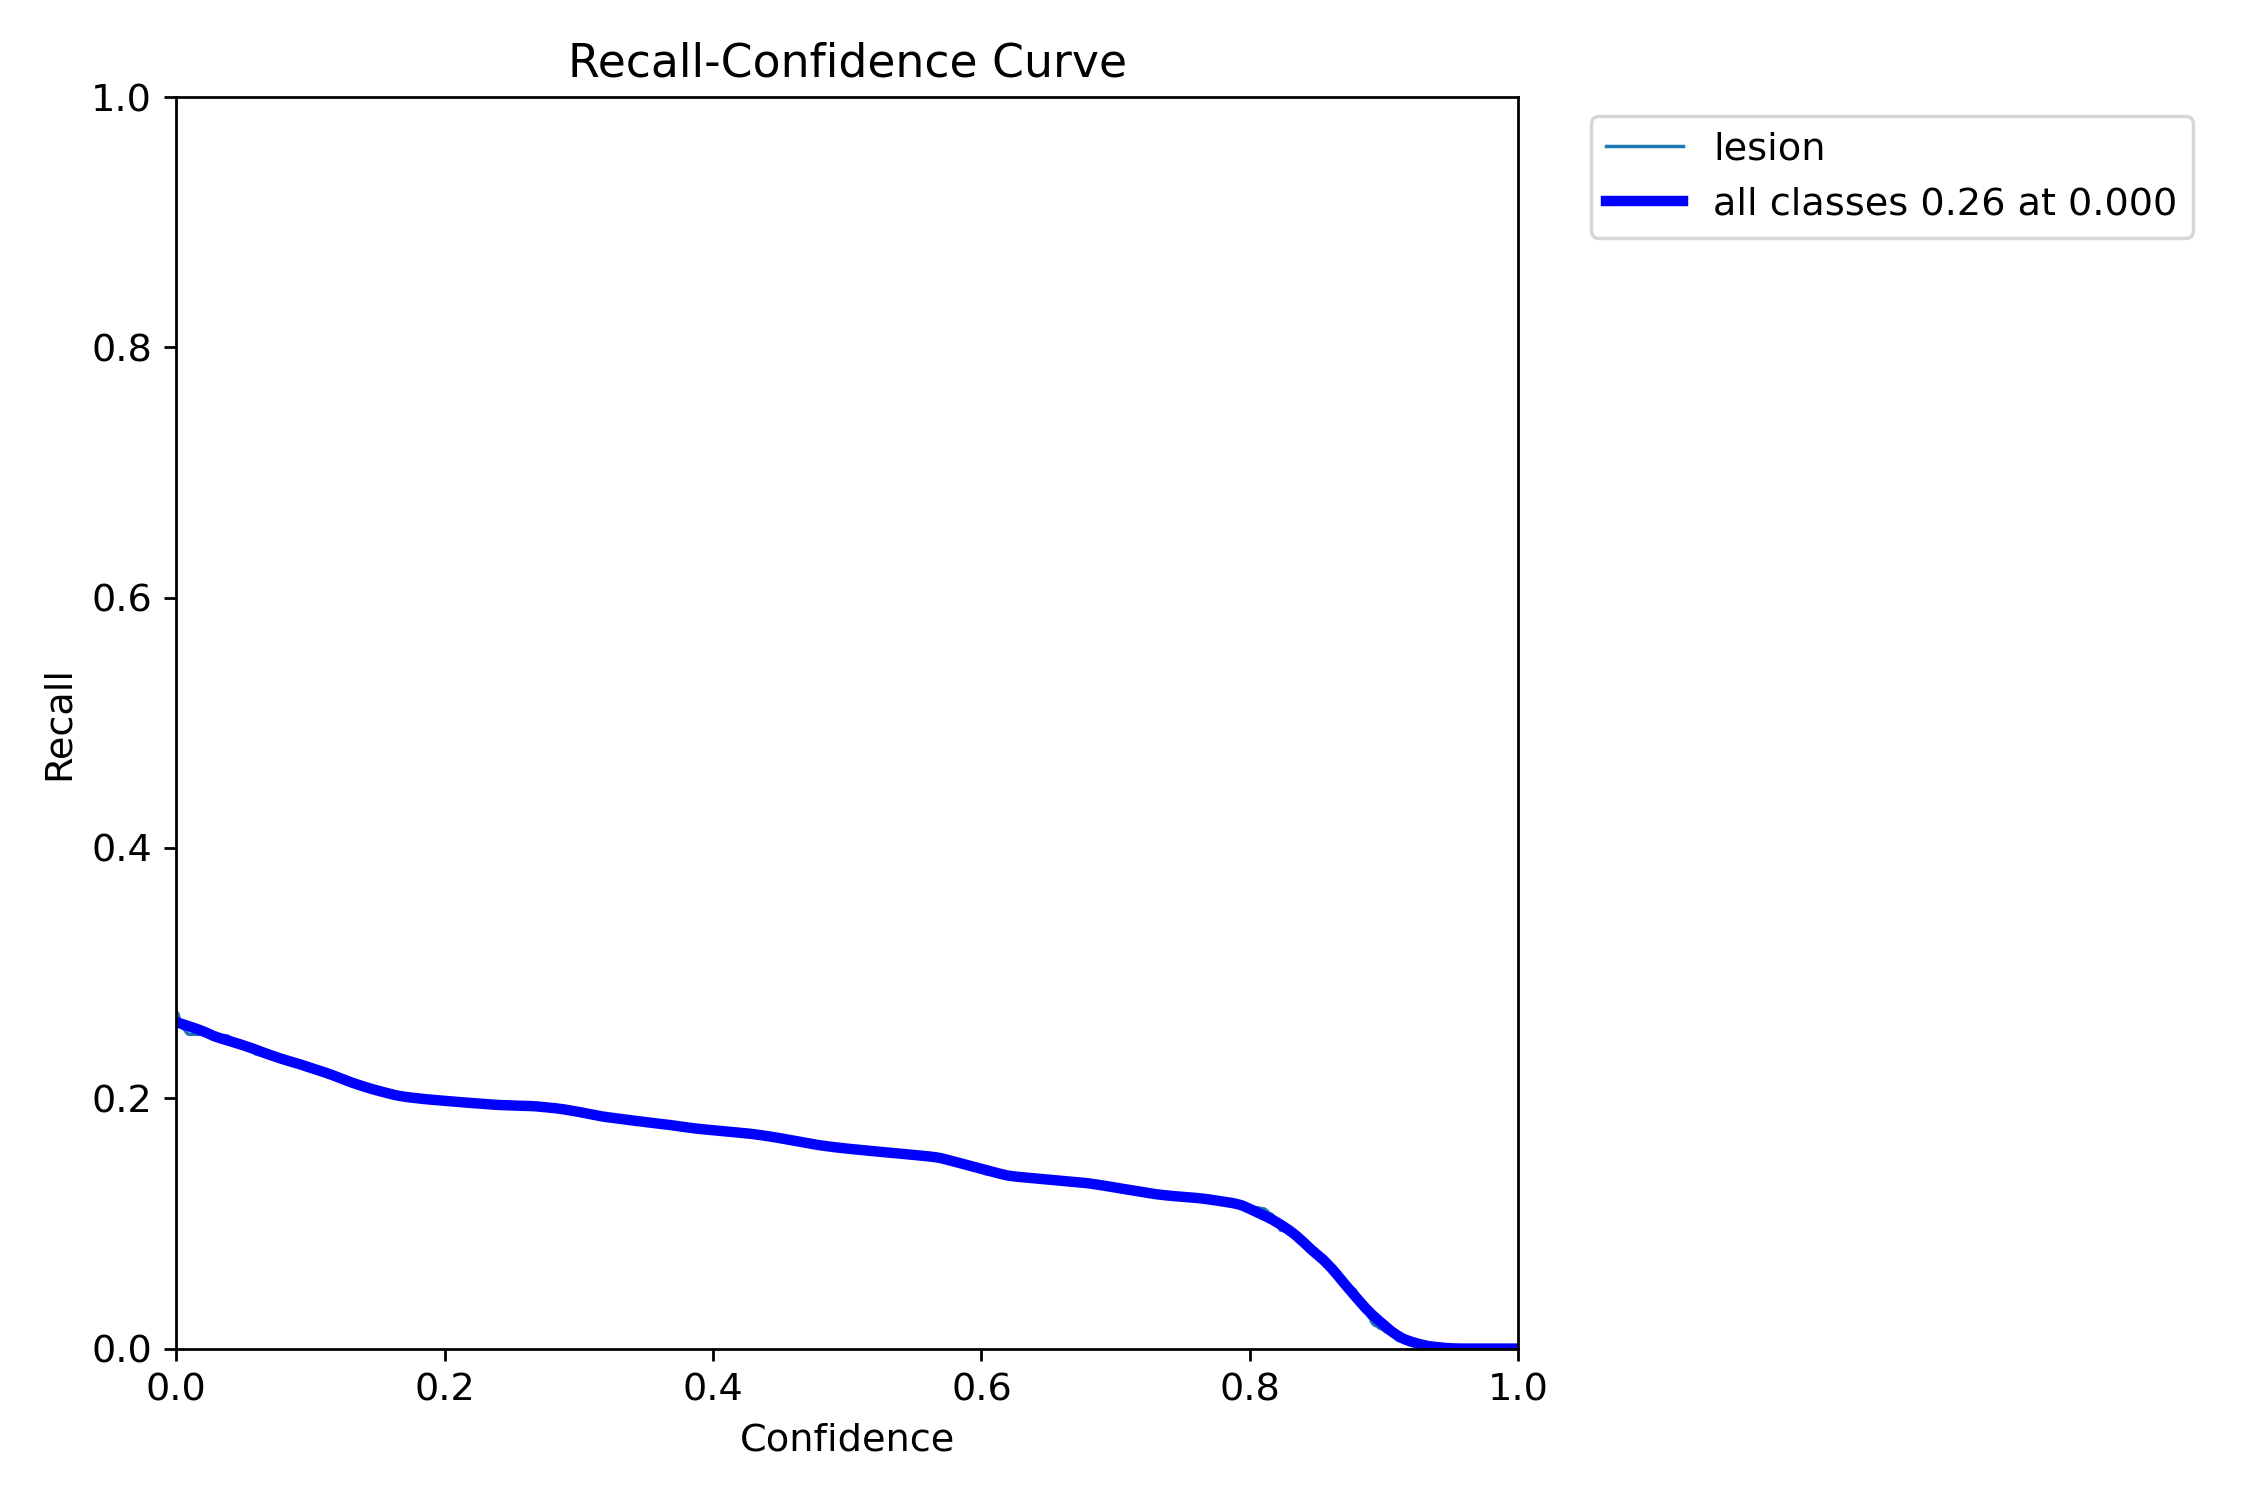 Recall-Confidence Curve
1.0
0.8
0.6
0.4
0.2
0.0
Recall
0.0 0.2 0.4 0.6 0.8 1.0
Confidence
lesion
all classes 0.26 at 0.000